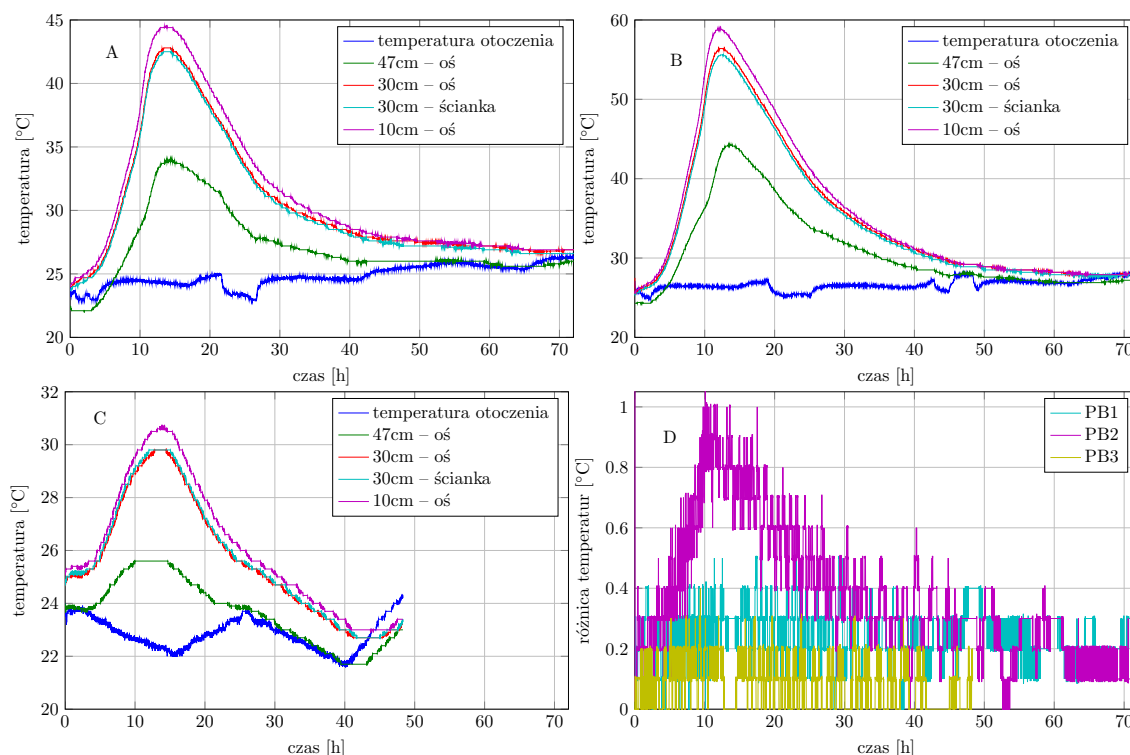 45
40
35
30
25
20
temperatura [°C]
0
10
20
30
40
50
60
70
czas [h]
A
temperatura otoczenia
47cm – oś
30cm – oś
30cm – ścianka
10cm – oś
60
50
40
30
20
temperatura [°C]
0
10
20
30
40
50
60
70
czas [h]
B
temperatura otoczenia
47cm – oś
30cm – oś
30cm – ścianka
10cm – oś
32
30
28
26
24
22
20
temperatura [°C]
0
10
20
30
40
50
60
70
czas [h]
C
temperatura otoczenia
47cm – oś
30cm – oś
30cm – ścianka
10cm – oś
1
0.8
0.6
0.4
0.2
0
różnica temperatur [°C]
0
10
20
30
40
50
60
70
czas [h]
D
PB1
PB2
PB3